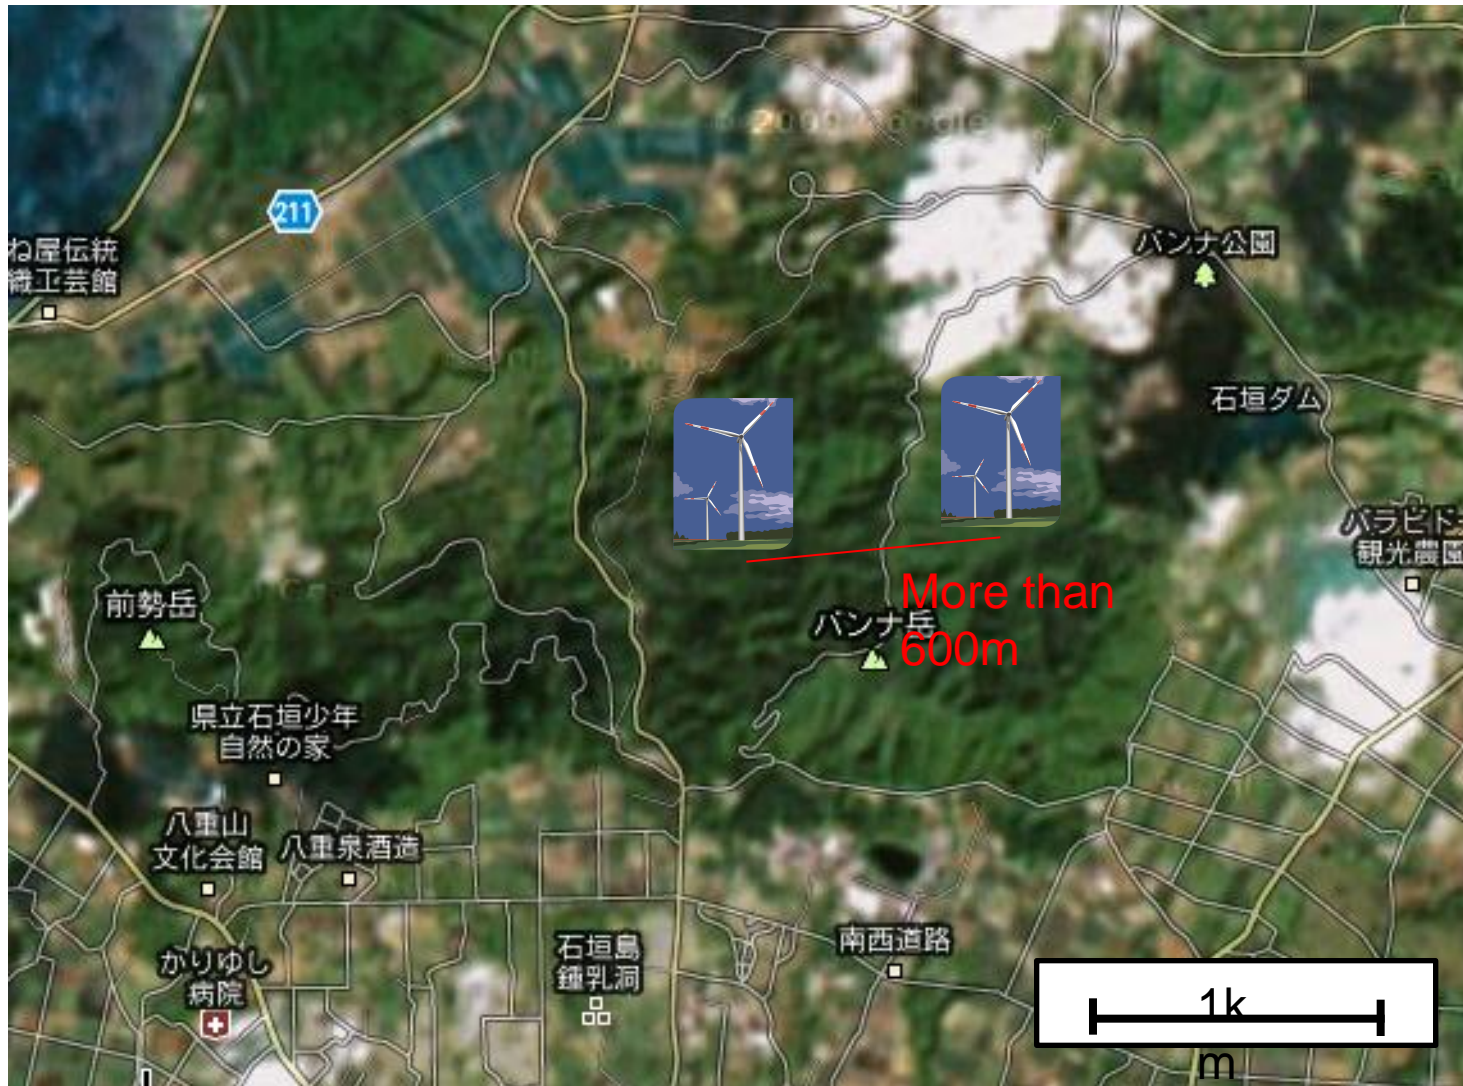 211
ね屋伝統
織工芸館
バンナ公園
石垣ダム
パラビドー
観光農園
前勢岳
バンナ岳
More than
600m
県立石垣少年
自然の家
八重山
文化会館
八重泉酒造
かりゆし
病院
石垣島
鍾乳洞
南西道路
1k
m